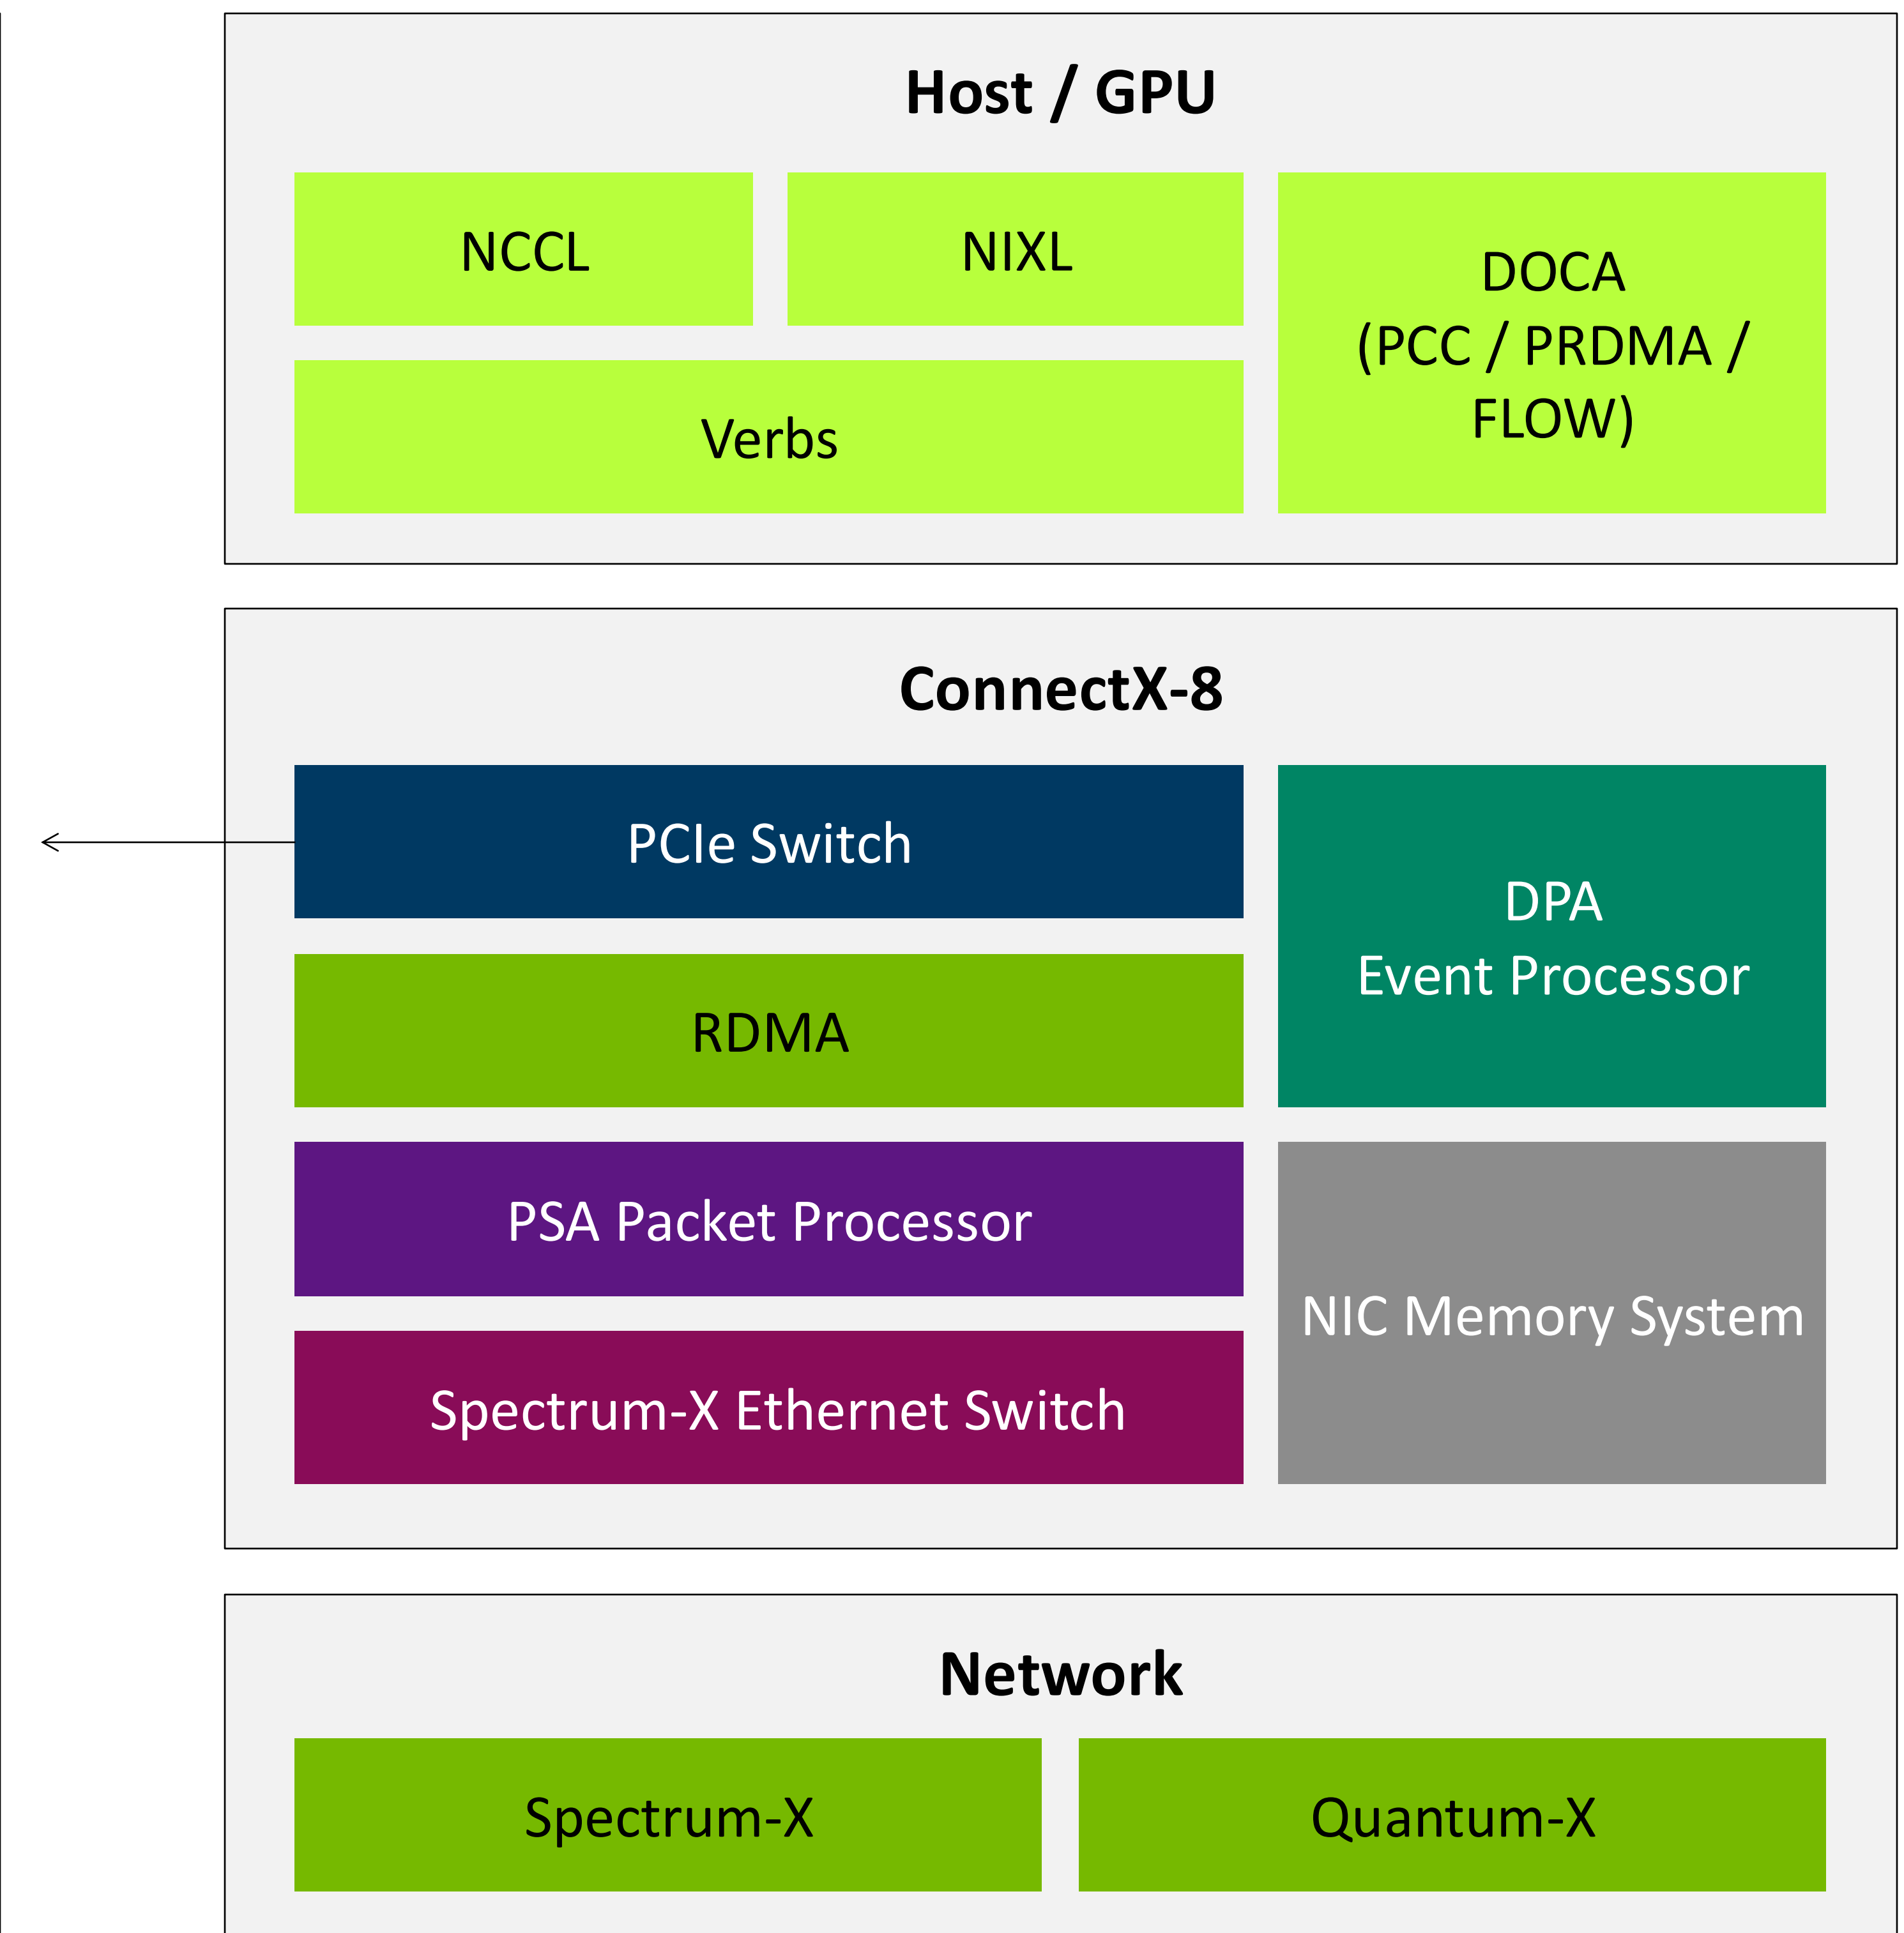 Host / GPU
NCCL
NIXL
DOCA
(PCC / PRDMA /
FLOW)
Verbs
ConnectX-8
PCIe Switch
DPA
Event Processor
RDMA
PSA Packet Processor
NIC Memory System
Spectrum-X Ethernet Switch
Network
Spectrum-X
Quantum-X